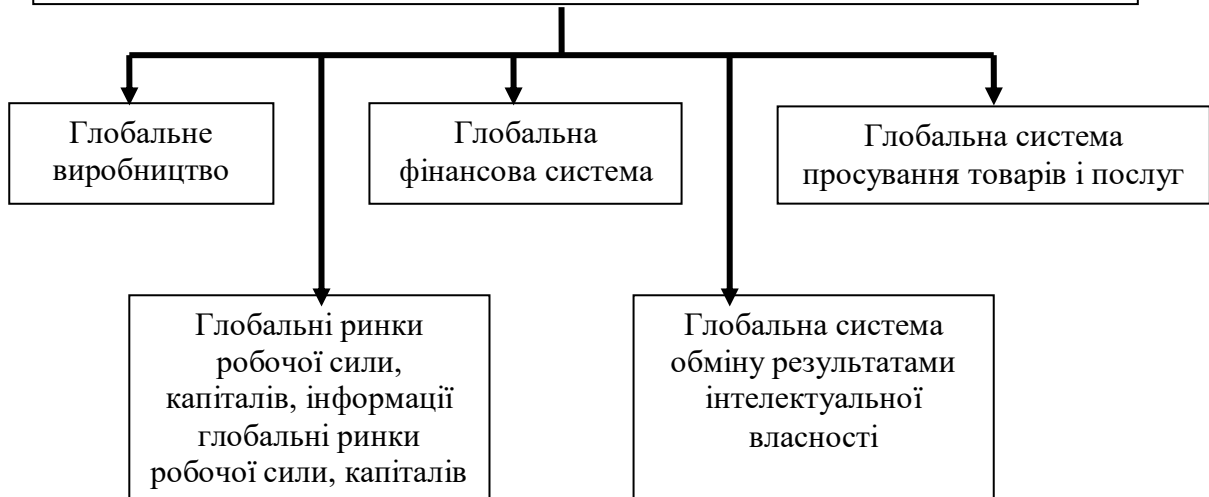 Глобальне
виробництво
Глобальна
фінансова система
Глобальна система
просування товарів і послуг
Глобальні ринки
робочої сили,
капіталів, інформації
глобальні ринки
робочої сили, капіталів
Глобальна система
обміну результатами
інтелектуальної
власності